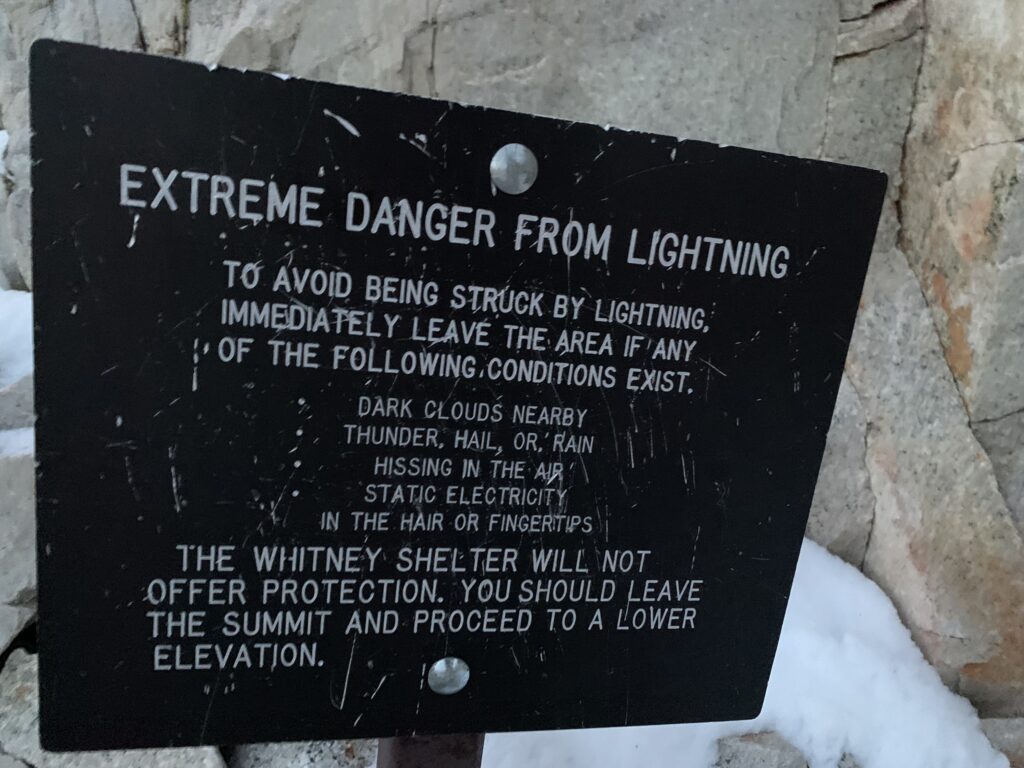 EXTREME DANGER FROM LIGHTNING
TO AVOID BEING STRUCK BY LIGHTNING,
IMMEDIATELY LEAVE THE AREA IF ANY
OF THE FOLLOWING CONDITIONS EXIST.
DARK CLOUDS NEARBY
THUNDER, HAIL, OR RAIN
HISSING IN THE AIR
STATIC ELECTRICITY
IN THE HAIR OR FINGERTIPS
THE WHITNEY SHELTER WILL NOT
OFFER PROTECTION. YOU SHOULD LEAVE
THE SUMMIT AND PROCEED TO A LOWER
ELEVATION.